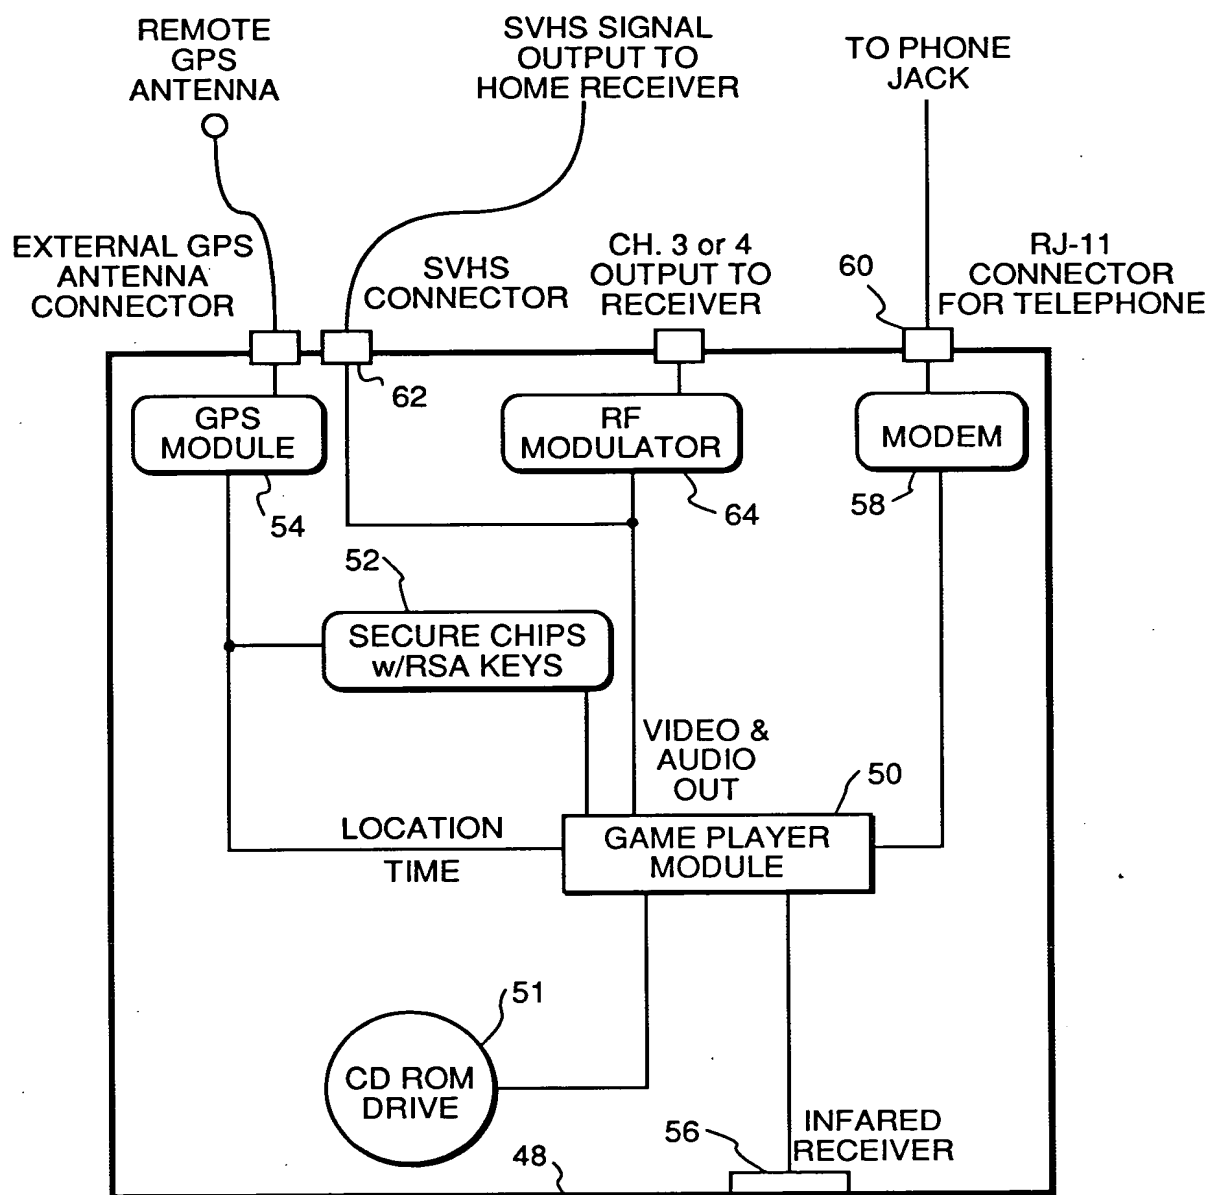 REMOTE
GPS
ANTENNA
SVHS SIGNAL
OUTPUT TO
HOME RECEIVER
TO PHONE
JACK
EXTERNAL GPS
ANTENNA
CONNECTOR
SVHS
CONNECTOR
CH. 3 or 4
OUTPUT TO
RECEIVER
60
RJ-11
CONNECTOR
FOR TELEPHONE
62
GPS
MODULE
RF
MODULATOR
MODEM
54
64
58
52
SECURE CHIPS
w/RSA KEYS
VIDEO &
AUDIO
OUT
50
LOCATION
TIME
GAME PLAYER
MODULE
51
CD ROM
DRIVE
56
INFARED
RECEIVER
48